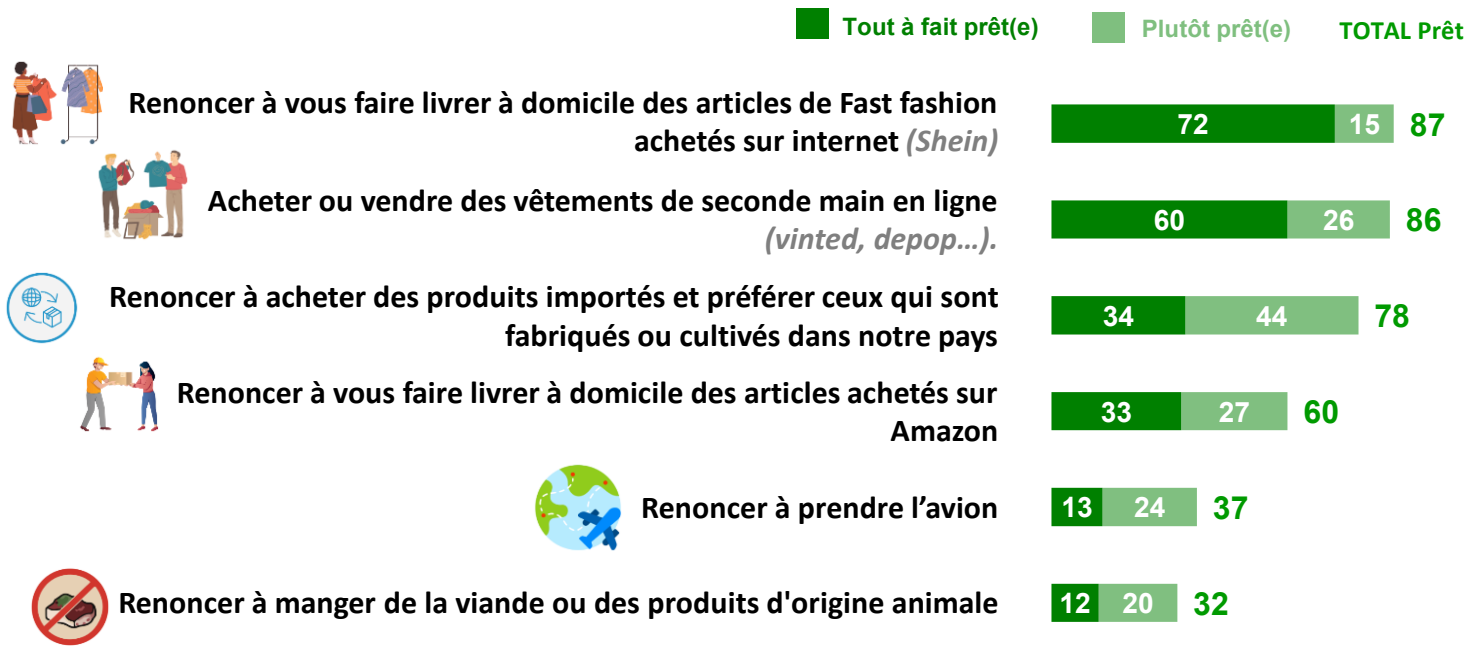 Tout à fait prêt(e) Plutôt prêt(e) TOTAL Prêt
Renoncer à vous faire livrer à domicile des articles de Fast fashion
achetés sur internet (Shein)
72 15 87
Acheter ou vendre des vêtements de seconde main en ligne
(vinted, depop…).
60 26 86
Renoncer à acheter des produits importés et préférer ceux qui sont
fabriqués ou cultivés dans notre pays
34 44 78
Renoncer à vous faire livrer à domicile des articles achetés sur
Amazon
33 27 60
Renoncer à prendre l’avion
13 24 37
Renoncer à manger de la viande ou des produits d'origine animale
12 20 32